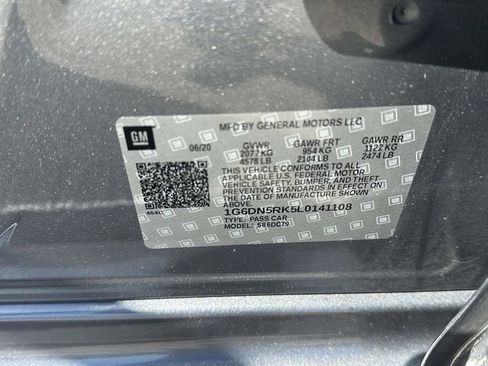 GM
MFD BY GENERAL MOTORS LLC
06/20 GVWR GAWR FRT GAWR RR
2077 KG 954 KG 1122 KG
4578 LB 2104 LB 2474 LB
THIS VEHICLE CONFORMS TO ALL
APPLICABLE U.S. FEDERAL MOTOR VEHICLE
SAFETY, BUMPER, AND THEFT
PREVENTION STANDARDS IN EFFECT ON
THE DATE OF MANUFACTURE SHOWN
ABOVE.
1G6DN5RK5L0141108
TYPE: PASS CAR